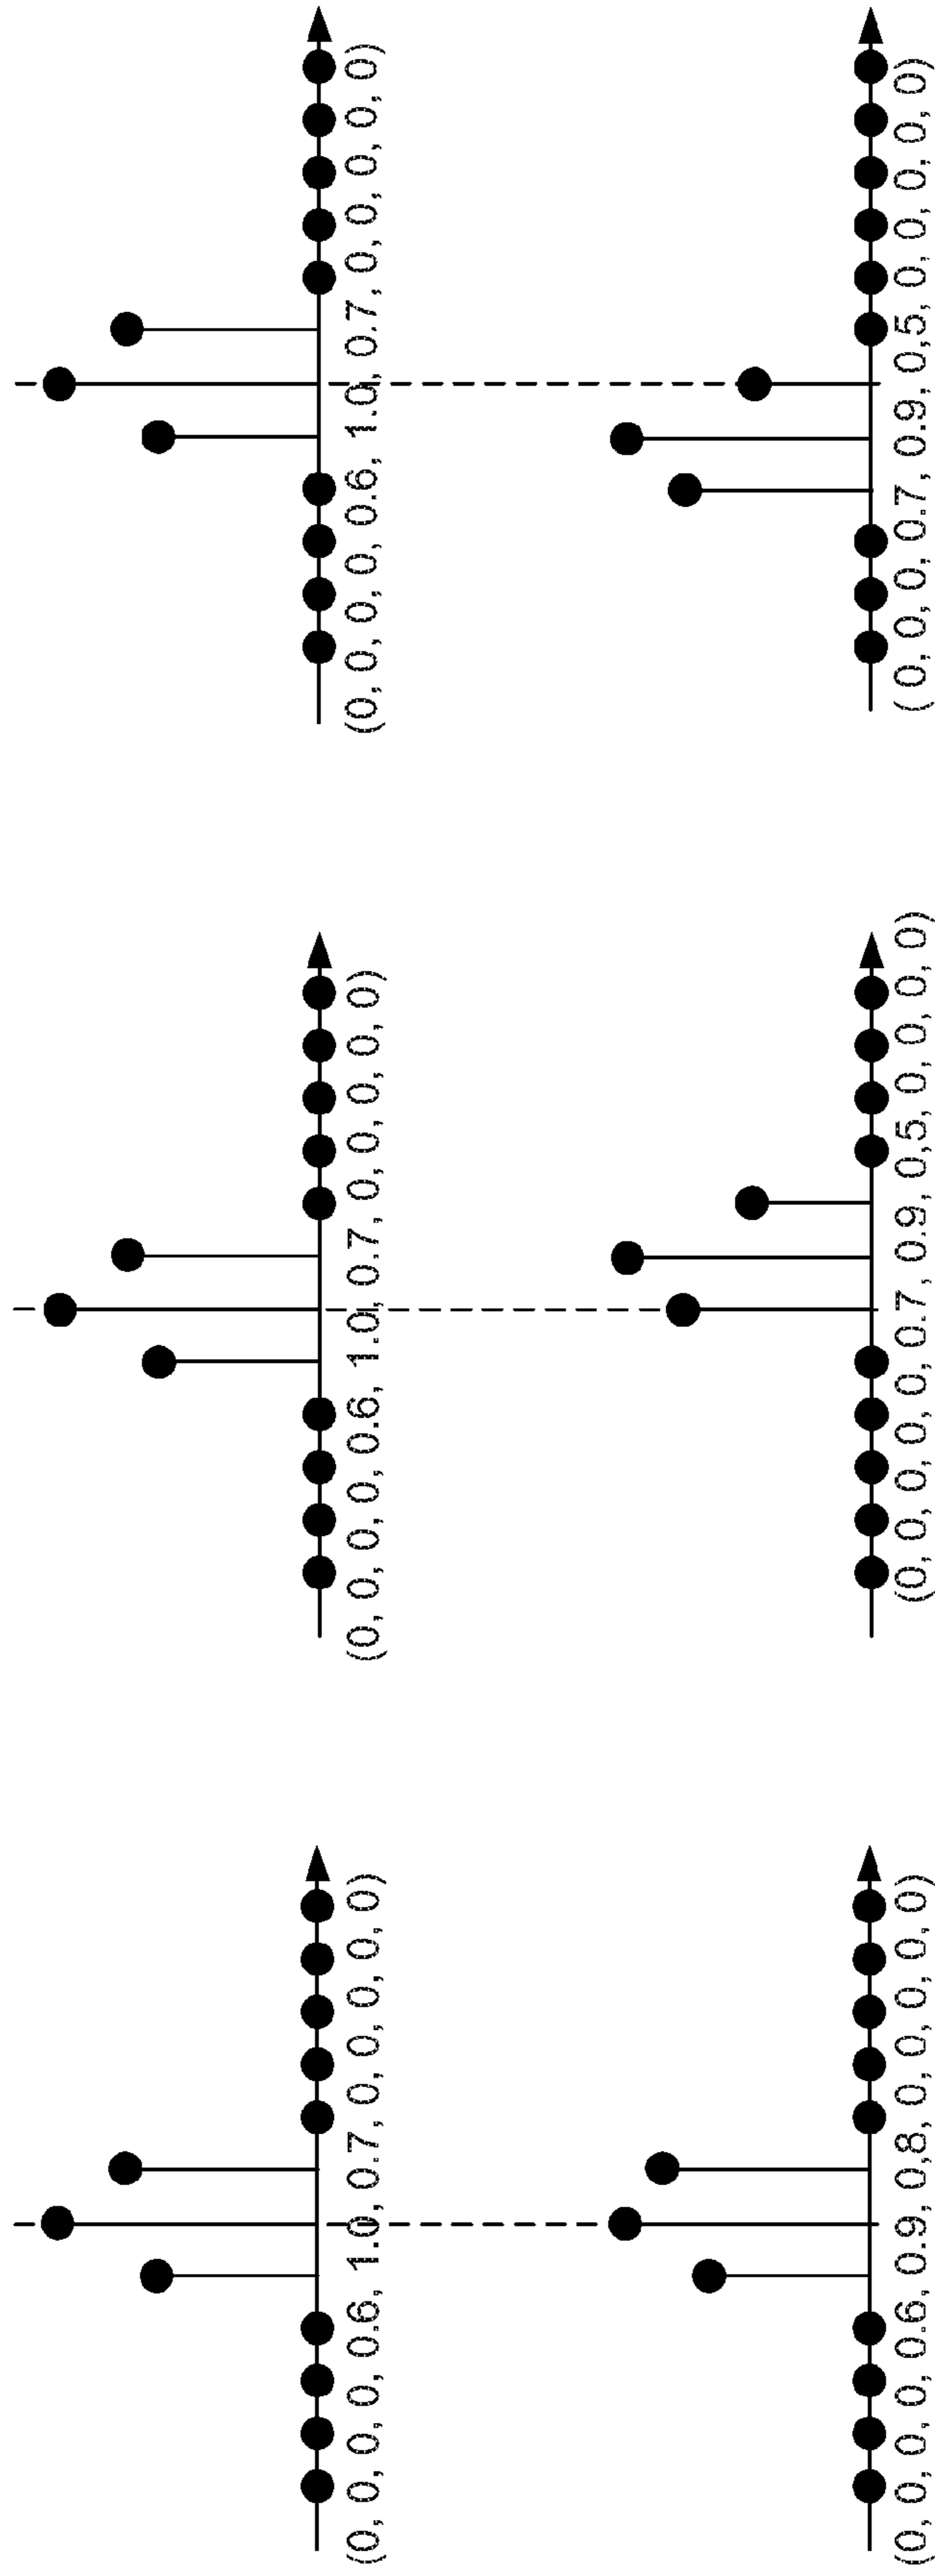 (0, 0, 0, 0, 0.6, 1.0, 0.7, 0, 0, 0, 0, 0)
(0, 0, 0, 0, 0.6, 1.0, 0.7, 0, 0, 0, 0, 0)
(0, 0, 0, 0, 0.6, 1.0, 0.7, 0, 0, 0, 0, 0)
(0, 0, 0, 0, 0.6, 0.9, 0,8, 0, 0, 0, 0, 0)
(0, 0, 0, 0, 0, 0.7, 0.9, 0,5, 0, 0, 0, 0)
( 0, 0, 0, 0.7, 0.9, 0,5, 0, 0, 0, 0, 0, 0)